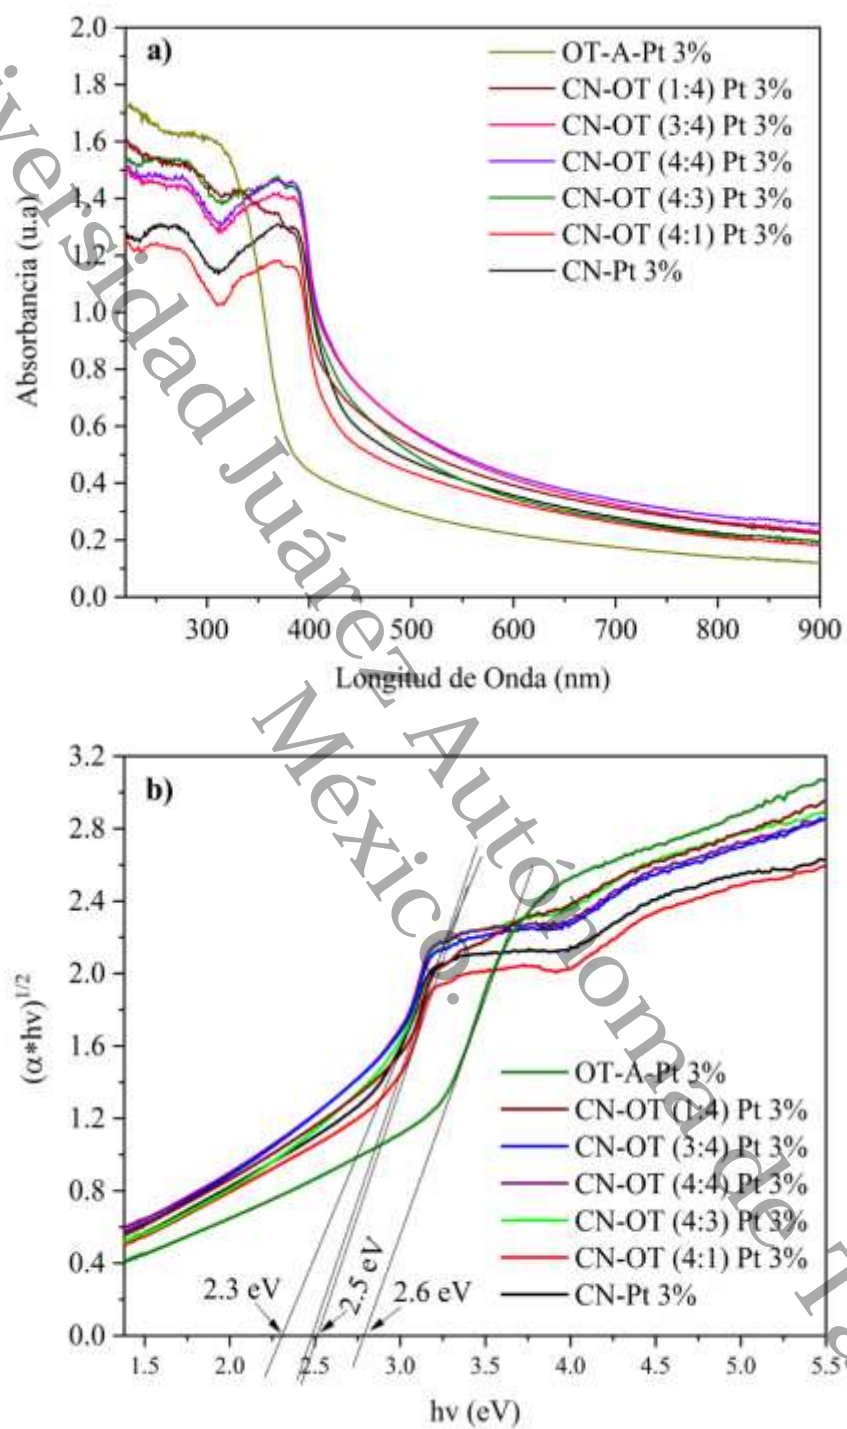 a)
OT-A-Pt 3%
CN-OT (1:4) Pt 3%
CN-OT (3:4) Pt 3%
CN-OT (4:4) Pt 3%
CN-OT (4:3) Pt 3%
CN-OT (4:1) Pt 3%
CN-Pt 3%
2.0
1.8
1.6
1.4
1.2
1.0
0.8
0.6
0.4
0.2
0.0
Absorbancia (u.a)
300 400 500 600 700 800 900
Longitud de Onda (nm)
b)
3.2
2.8
2.4
2.0
1.6
1.2
0.8
0.4
0.0
(α*hv)^1/2
OT-A-Pt 3%
CN-OT (1:4) Pt 3%
CN-OT (3:4) Pt 3%
CN-OT (4:4) Pt 3%
CN-OT (4:3) Pt 3%
CN-OT (4:1) Pt 3%
CN-Pt 3%
2.3 eV
2.5 eV
2.6 eV
1.5 2.0 2.5 3.0 3.5 4.0 4.5 5.0 5.5
hv (eV)
versidad Juárez Autónoma de Ta
México.